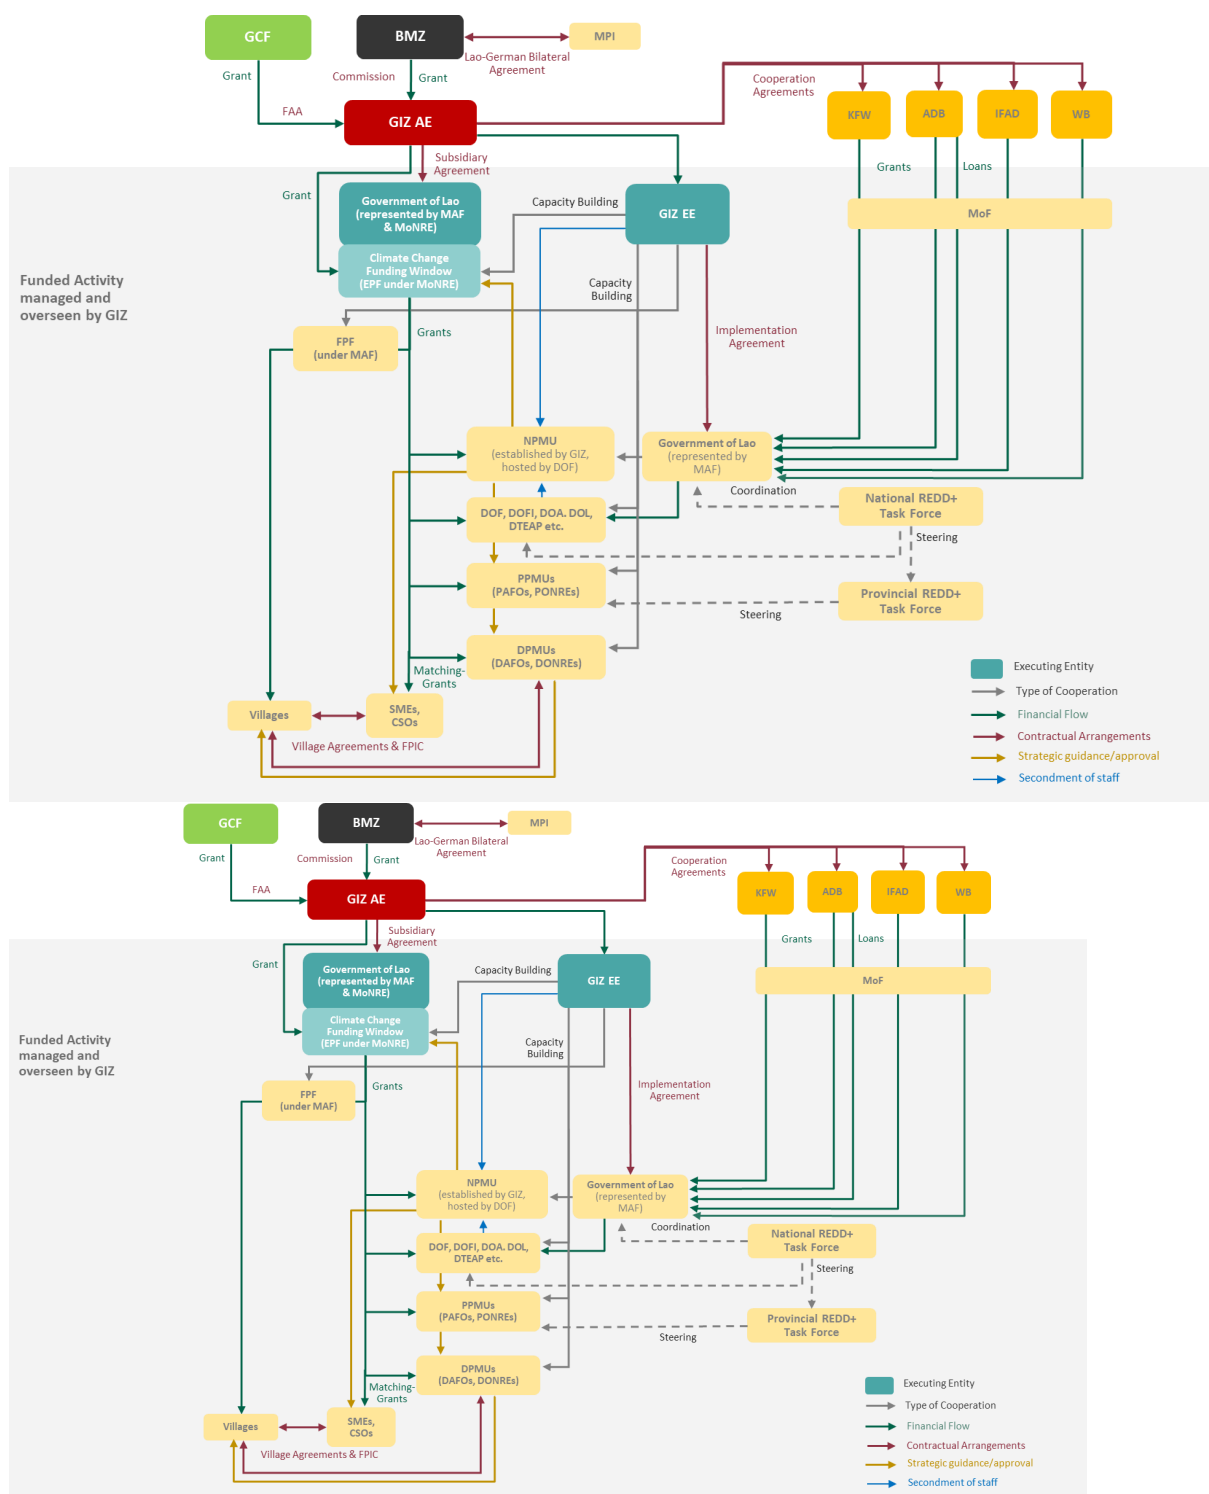 GCF
BMZ
MPI
Lao-German Bilateral
Agreement
Grant
Commission
Grant
FAA
GIZ AE
Cooperation
Agreements
KFW
ADB
IFAD
WB
Subsidiary
Agreement
Grants
Loans
Grant
Government of Lao
(represented by MAF
& MoNRE)
Capacity Building
GIZ EE
MoF
Climate Change
Funding Window
(EPF under MoNRE)
Funded Activity
managed and
overseen by GIZ
Capacity
Building
Grants
FPF
(under MAF)
Implementation
Agreement
NPMU
(established by GIZ,
hosted by DOF)
Government of Lao
(represented by
MAF)
Coordination
National REDD+
Task Force
DOF, DOFI, DOA. DOL,
DTEAP etc.
Steering
PPMUs
(PAFOs, PONREs)
Provincial REDD+
Task Force
Steering
DPMUs
(DAFOs, DONREs)
Matching-
Grants
Executing Entity
Type of Cooperation
Villages
SMEs,
CSOs
Financial Flow
Village Agreements & FPIC
Contractual Arrangements
Strategic guidance/approval
Secondment of staff
GCF
BMZ
MPI
Lao-German Bilateral
Agreement
Grant
Commission
Grant
FAA
GIZ AE
Cooperation
Agreements
KFW
ADB
IFAD
WB
Subsidiary
Agreement
Grants
Loans
Grant
Government of Lao
(represented by MAF
& MoNRE)
Capacity Building
GIZ EE
MoF
Climate Change
Funding Window
(EPF under MoNRE)
Funded Activity
managed and
overseen by GIZ
Capacity
Building
Grants
FPF
(under MAF)
Implementation
Agreement
NPMU
(established by GIZ,
hosted by DOF)
Government of Lao
(represented by
MAF)
Coordination
National REDD+
Task Force
DOF, DOFI, DOA. DOL,
DTEAP etc.
Steering
PPMUs
(PAFOs, PONREs)
Provincial REDD+
Task Force
Steering
DPMUs
(DAFOs, DONREs)
Matching-
Grants
Executing Entity
Type of Cooperation
Villages
SMEs,
CSOs
Financial Flow
Village Agreements & FPIC
Contractual Arrangements
Strategic guidance/approval
Secondment of staff